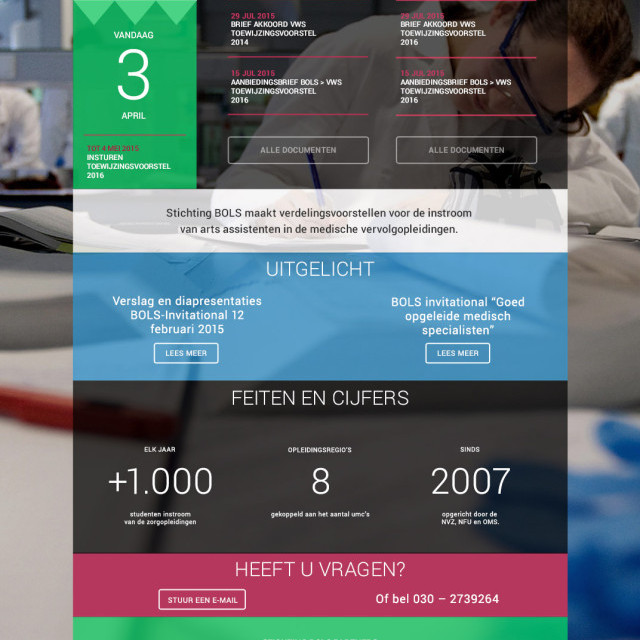 VANDAAG
3
APRIL
TOT 4 MEI 2015
INSTUREN
TOEWIJZINGSVOORSTEL
2016
29 JUL 2015
BRIEF AKKOORD VWS
TOEWIJZINGSVOORSTEL
2014
15 JUL 2015
AANBIEDINGSBRIEF BOLS > VWS
TOEWIJZINGSVOORSTEL
2016
ALLE DOCUMENTEN
29 JUL 2015
BRIEF AKKOORD VWS
TOEWIJZINGSVOORSTEL
2016
15 JUL 2015
AANBIEDINGSBRIEF BOLS > VWS
TOEWIJZINGSVOORSTEL
2016
ALLE DOCUMENTEN
Stichting BOLS maakt verdelingsvoorstellen voor de instroom
van arts assistenten in de medische vervolgopleidingen.
UITGELICHT
Verslag en diapresentaties
BOLS-Invitational 12
februari 2015
LEES MEER
BOLS invitational “Goed
opgeleide medisch
specialisten”
LEES MEER
FEITEN EN CIJFERS
ELK JAAR
+1.000
studenten instroom
van de zorgopleidingen
OPLEIDINGSREGIO'S
8
gekoppeld aan het aantal umc's
SINDS
2007
opgericht door de
NVZ, NFU en OMS.
HEEFT U VRAGEN?
STUUR EEN E-MAIL
Of bel 030 – 2739264